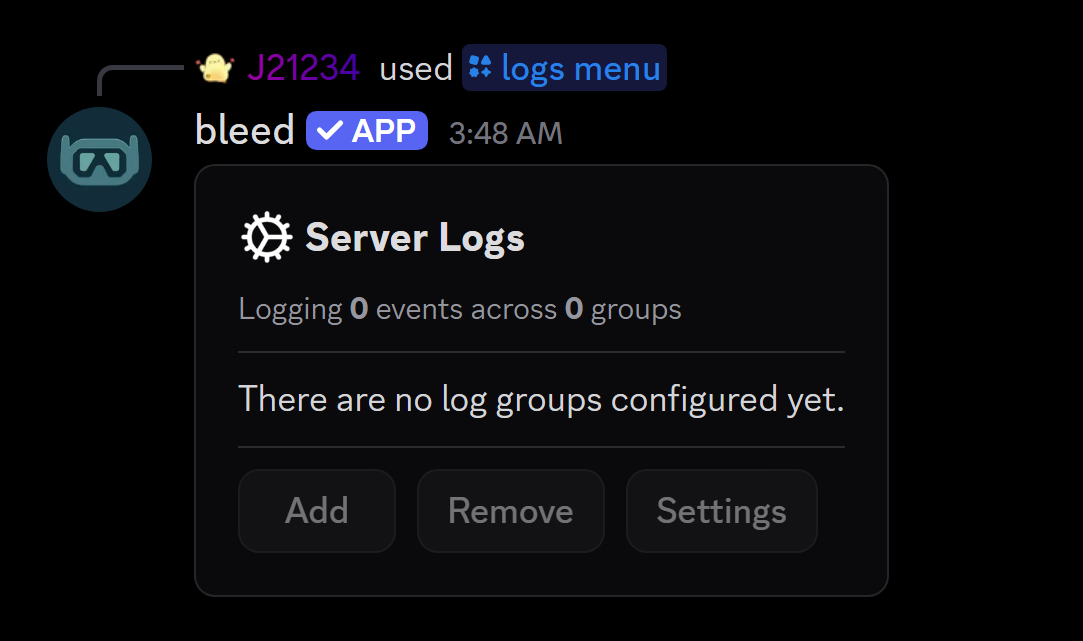 J21234 used logs menu
bleed APP 3:48 AM
Server Logs
Logging 0 events across 0 groups
There are no log groups configured yet.
Add Remove Settings